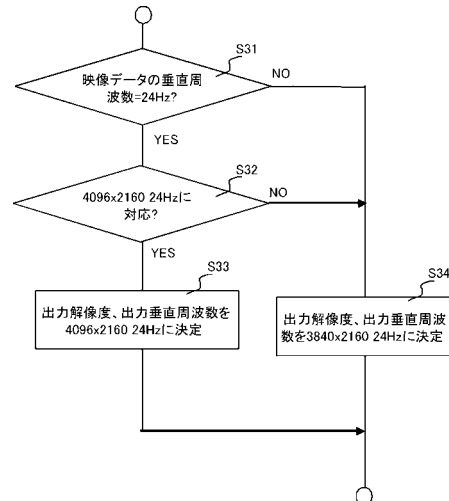 S31
映像データの垂直周
波数=24Hz?
NO
YES
S32
4096x2160 24Hzに
対応?
NO
YES
S33
出力解像度、出力垂直周波数を
4096x2160 24Hzに決定
S34
出力解像度、出力垂直周波
数を3840x2160 24Hzに決定